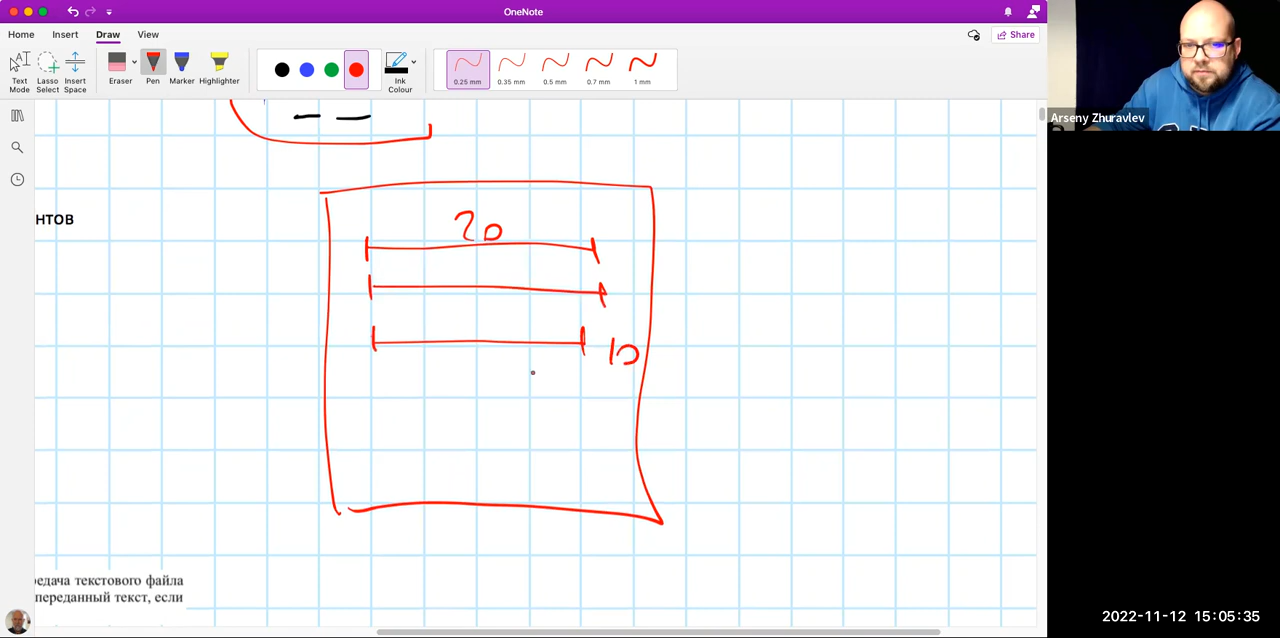 OneNote
Home Insert Draw View
Share
Text Mode
Lasso Select
Insert Space
Eraser
Pen
Marker
Highlighter
Ink Colour
0.25 mm
0.35 mm
0.5 mm
0.7 mm
1 mm
Arseny Zhuravlev
НТОВ
20
10
редача текстового файла
переданный текст, если
2022-11-12 15:05:35